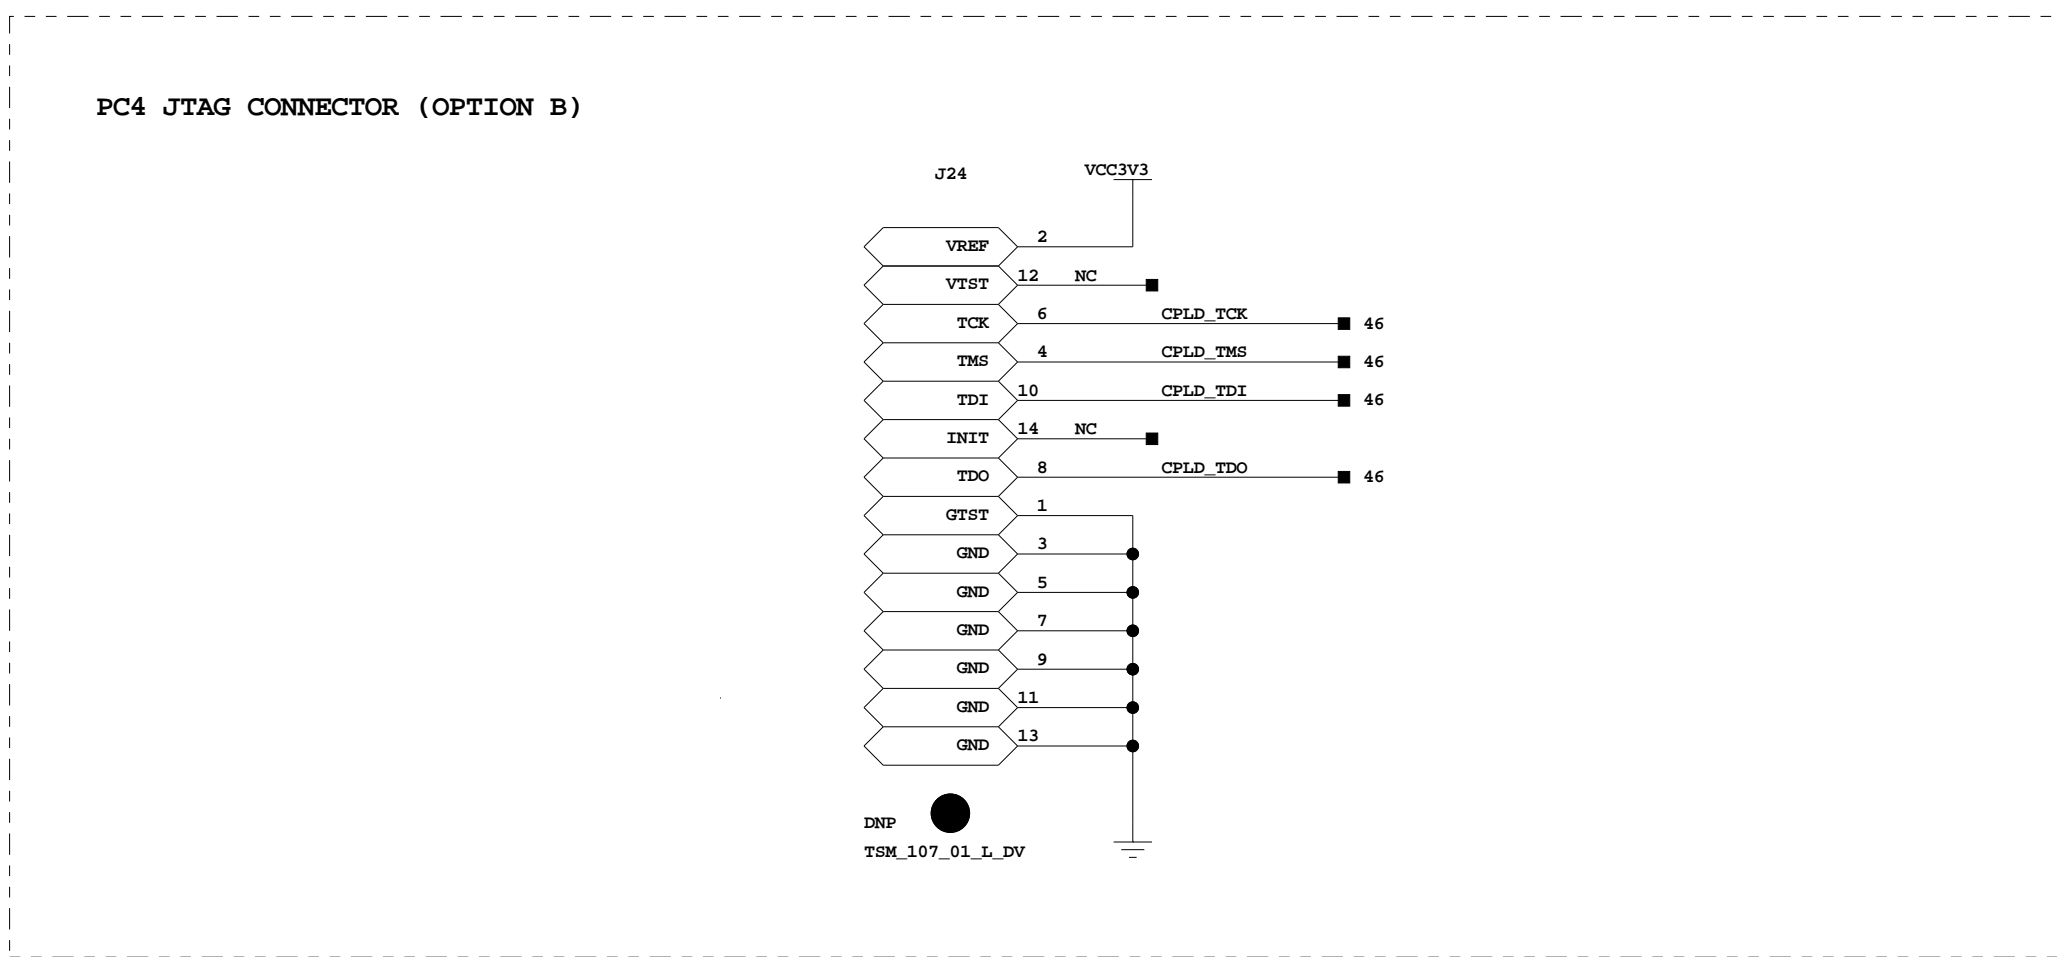 PC4 JTAG CONNECTOR (OPTION B)
J24 VCC3V3
VREF 2
VTST 12 NC
TCK 6 CPLD_TCK 46
TMS 4 CPLD_TMS 46
TDI 10 CPLD_TDI 46
INIT 14 NC
TDO 8 CPLD_TDO 46
GTST 1
GND 3
GND 5
GND 7
GND 9
GND 11
GND 13
DNP
TSM_107_01_L_DV